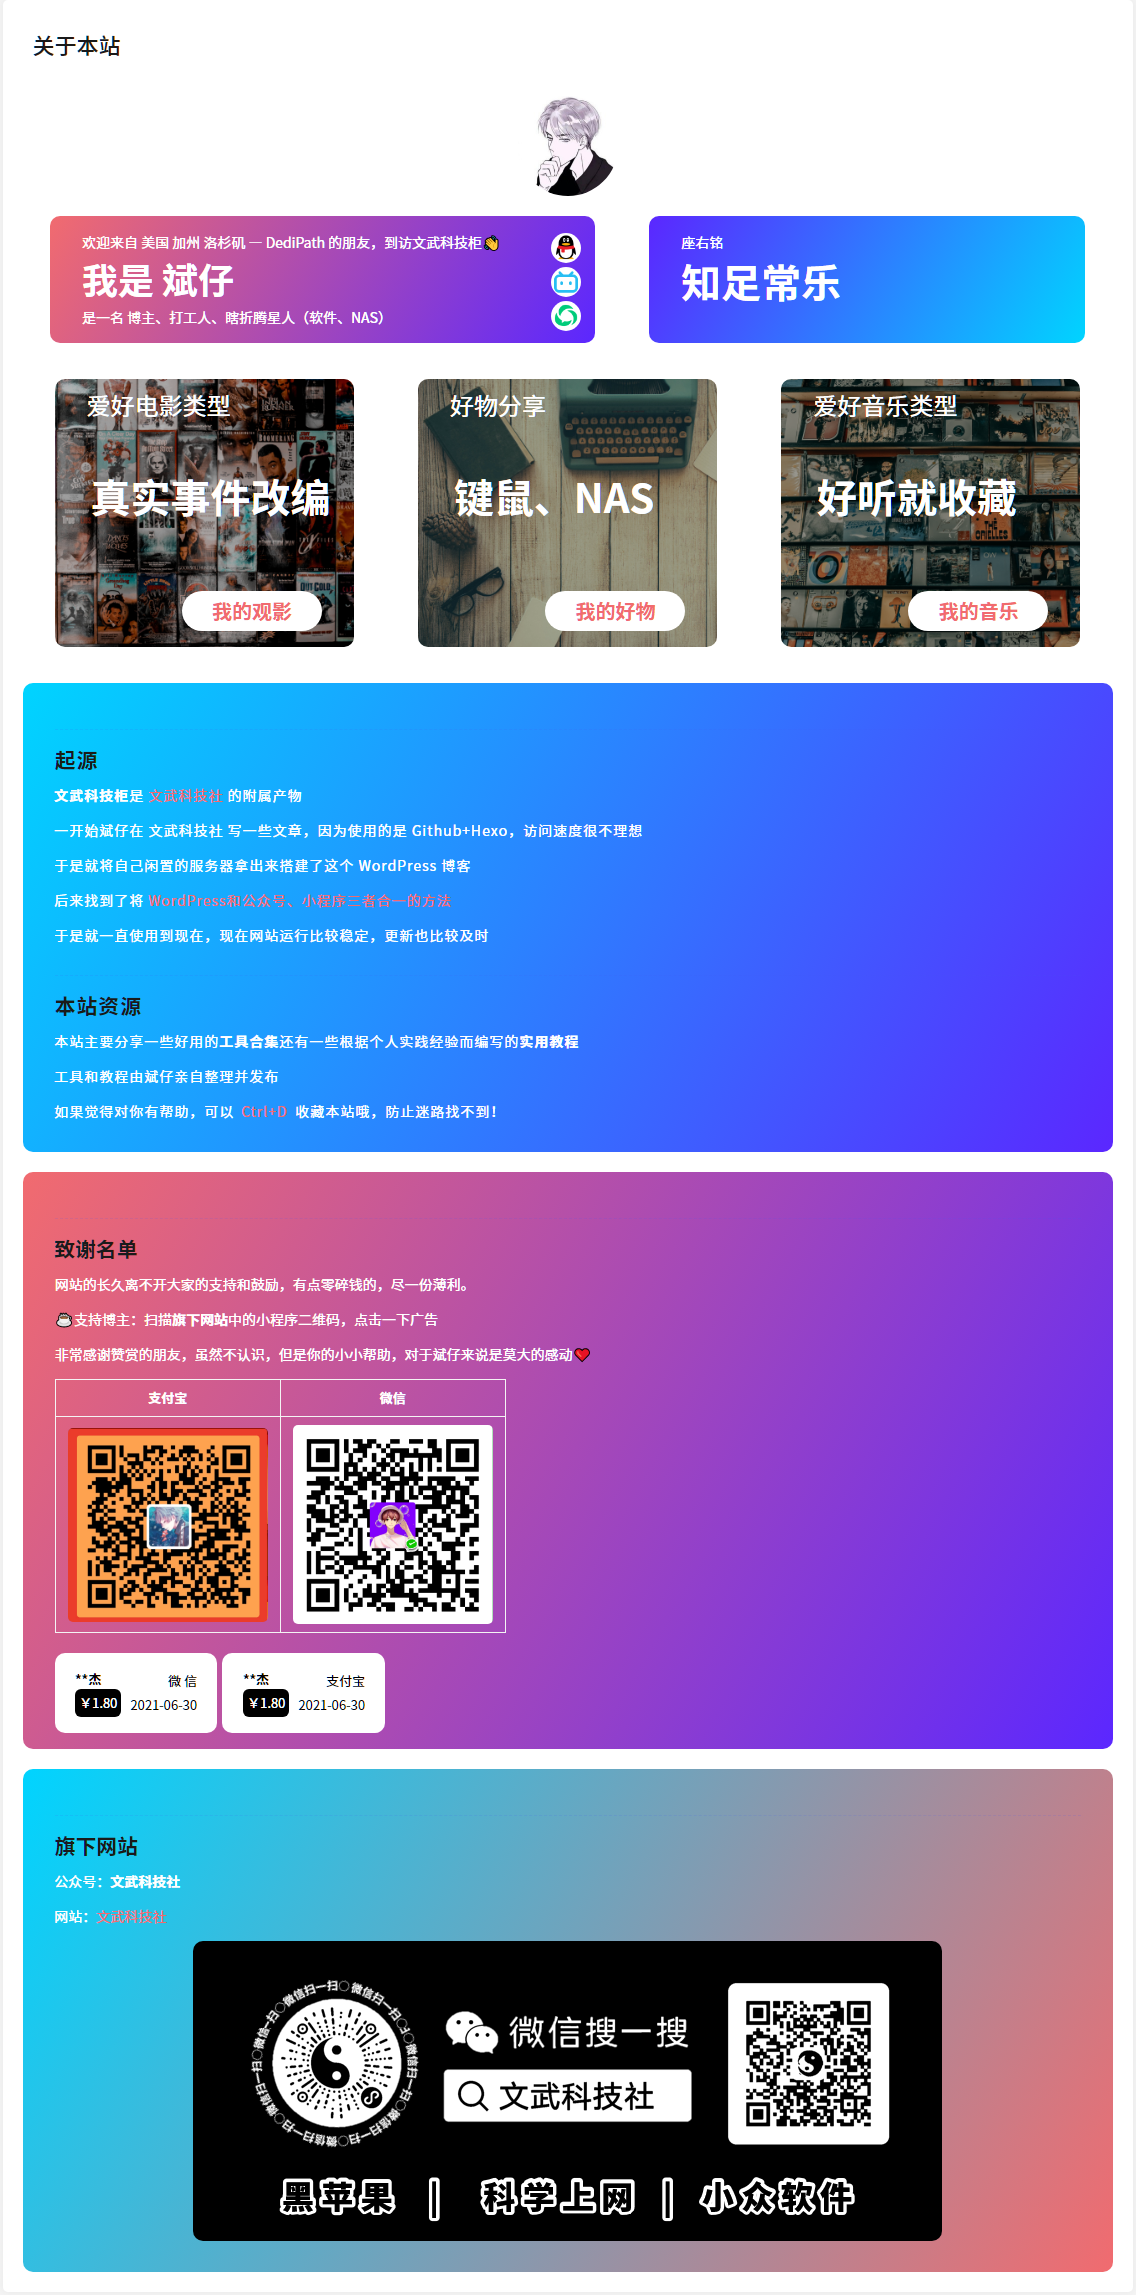 关于本站
欢迎来自 美国 加州 洛杉矶 — DediPath 的朋友，到访文武科技柜👏
我是 斌仔
是一名 博主、打工人、瞎折腾星人（软件、NAS）
座右铭
知足常乐
爱好电影类型
真实事件改编
我的观影
好物分享
键鼠、NAS
我的好物
爱好音乐类型
好听就收藏
我的音乐
起源
文武科技柜是 文武科技社 的附属产物
一开始斌仔在 文武科技社 写一些文章，因为使用的是 Github+Hexo，访问速度很不理想
于是就将自己闲置的服务器拿出来搭建了这个 WordPress 博客
后来找到了将 WordPress和公众号、小程序三者合一的方法
于是就一直使用到现在，现在网站运行比较稳定，更新也比较及时
本站资源
本站主要分享一些好用的工具合集还有一些根据个人实践经验而编写的实用教程
工具和教程由斌仔亲自整理并发布
如果觉得对你有帮助，可以 Ctrl+D 收藏本站哦，防止迷路找不到！
致谢名单
网站的长久离不开大家的支持和鼓励，有点零碎钱的，尽一份薄利。
🍚支持博主：扫描旗下网站中的小程序二维码，点击一下广告
非常感谢赞赏的朋友，虽然不认识，但是你的小小帮助，对于斌仔来说是莫大的感动❤
支付宝 微信
**杰 微 信
￥1.80 2021-06-30
**杰 支付宝
￥1.80 2021-06-30
旗下网站
公众号：文武科技社
网站：文武科技社
微信扫一扫〇微信扫一扫〇微信扫一扫〇微信扫一扫〇微信扫一扫〇微信扫一扫〇微信扫一扫〇
微信搜一搜
文武科技社
黑苹果 | 科学上网 | 小众软件